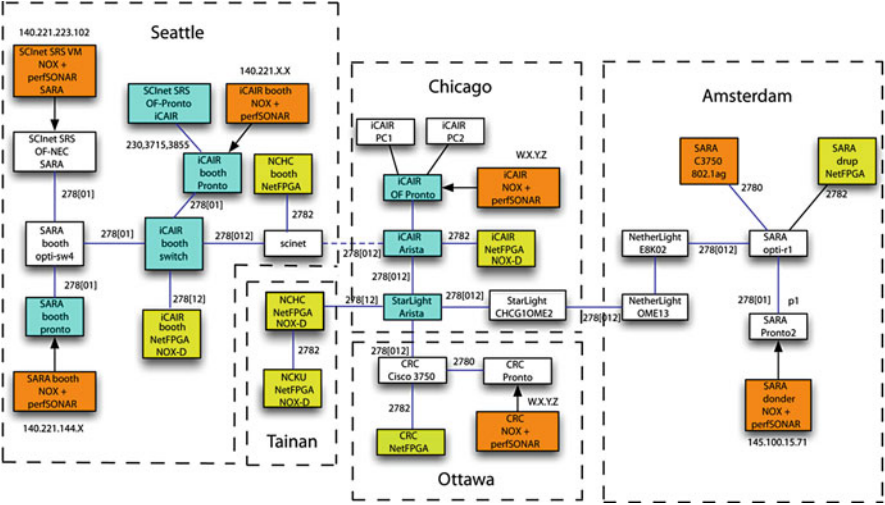 Seattle
140.221.223.102
SCInet SRS VM
NOX +
perfSONAR
SARA
SCInet SRS
OF-Pronto
iCAIR
140.221.X.X
iCAIR booth
NOX +
perfSONAR
SCInet SRS
OF-NEC
SARA
230,3715,3855
iCAIR
booth
Pronto
NCHC
booth
NetFPGA
278[01]
278[01]
2782
SARA
booth
opti-sw4
278[01]
iCAIR
booth
switch
278[012]
scinet
278[01]
278[12]
SARA
booth
pronto
iCAIR
booth
NetFPGA
NOX-D
SARA booth
NOX +
perfSONAR
140.221.144.X
NCHC
NetFPGA
NOX-D
278[12]
2782
NCKU
NetFPGA
NOX-D
Tainan
Chicago
iCAIR
PC1
iCAIR
PC2
W.X.Y.Z
iCAIR
OF Pronto
iCAIR
NOX +
perfSONAR
278[012]
iCAIR
Arista
2782
iCAIR
NetFPGA
NOX-D
278[012]
StarLight
Arista
278[012]
StarLight
CHCG1OME2
278[012]
278[012]
CRC
Cisco 3750
2780
CRC
Pronto
2782
W.X.Y.Z
CRC
NetFPGA
CRC
NOX +
perfSONAR
Ottawa
Amsterdam
SARA
C3750
802.1ag
SARA
drup
NetFPGA
2780
2782
NetherLight
E8K02
278[012]
SARA
opti-r1
NetherLight
OME13
278[01]
p1
SARA
Pronto2
SARA
donder
NOX +
perfSONAR
145.100.15.71